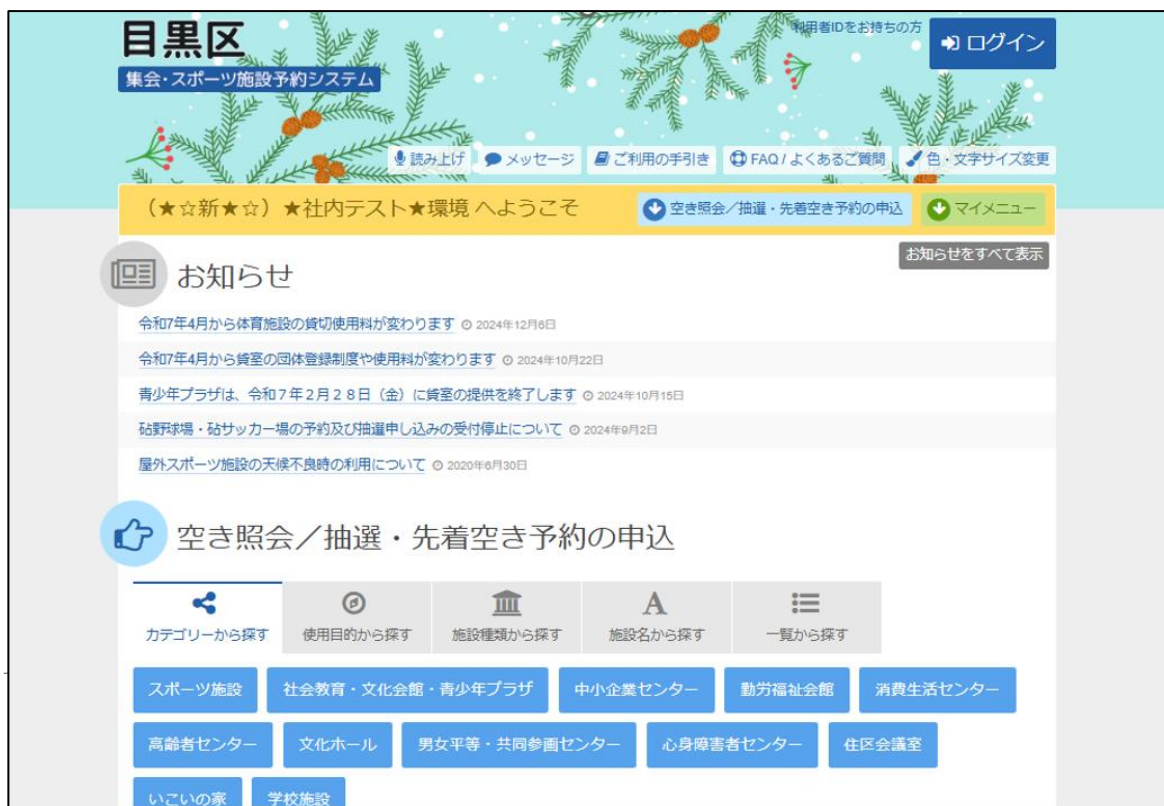 目黒区
集会・スポーツ施設予約システム
利用者IDをお持ちの方
ログイン
読み上げ
メッセージ
ご利用の手引き
FAQ / よくあるご質問
色・文字サイズ変更
（★☆新★☆）★社内テスト★環境 へようこそ
空き照会／抽選・先着空き予約の申込
マイメニュー
お知らせ
お知らせをすべて表示
令和7年4月から体育施設の貸切使用料が変わります 2024年12月6日
令和7年4月から貸室の団体登録制度や使用料が変わります 2024年10月22日
青少年プラザは、令和７年２月２８日（金）に貸室の提供を終了します 2024年10月15日
砧野球場・砧サッカー場の予約及び抽選申し込みの受付停止について 2024年9月2日
屋外スポーツ施設の天候不良時の利用について 2020年6月30日
空き照会／抽選・先着空き予約の申込
カテゴリーから探す
使用目的から探す
施設種類から探す
施設名から探す
一覧から探す
スポーツ施設
社会教育・文化会館・青少年プラザ
中小企業センター
勤労福祉会館
消費生活センター
高齢者センター
文化ホール
男女平等・共同参画センター
心身障害者センター
住区会議室
いこいの家
学校施設